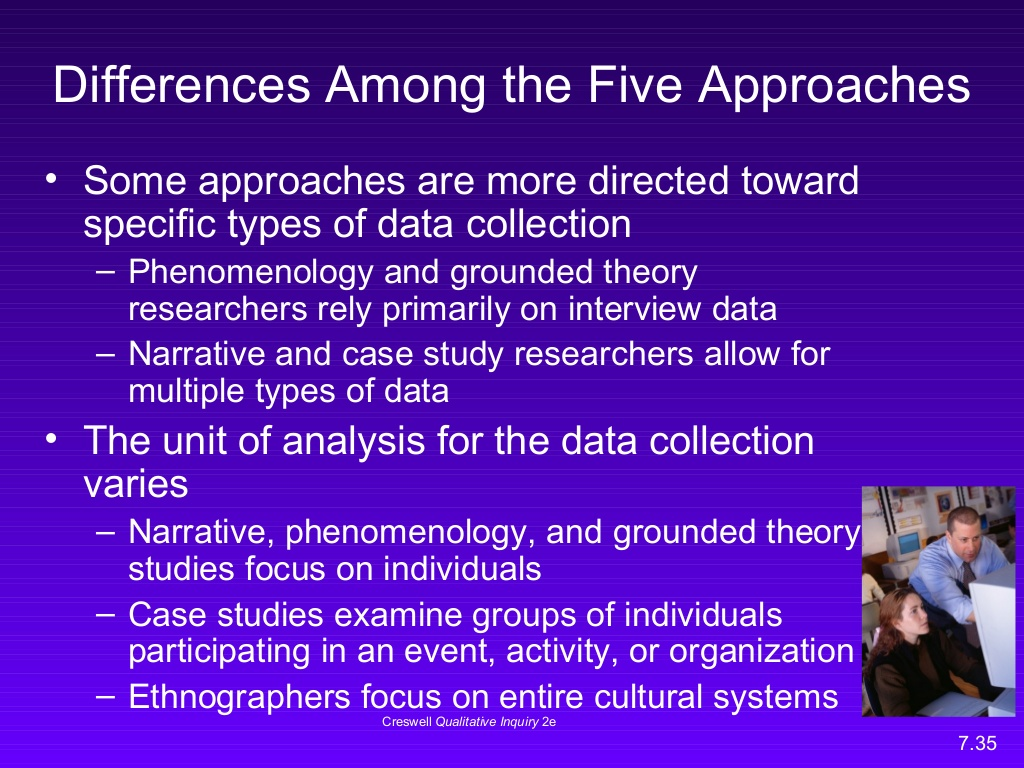 Differences Among the Five Approaches
• Some approaches are more directed toward
specific types of data collection
– Phenomenology and grounded theory
researchers rely primarily on interview data
– Narrative and case study researchers allow for
multiple types of data
• The unit of analysis for the data collection
varies
– Narrative, phenomenology, and grounded theory
studies focus on individuals
– Case studies examine groups of individuals
participating in an event, activity, or organization
– Ethnographers focus on entire cultural systems
Creswell Qualitative Inquiry 2e
7.35